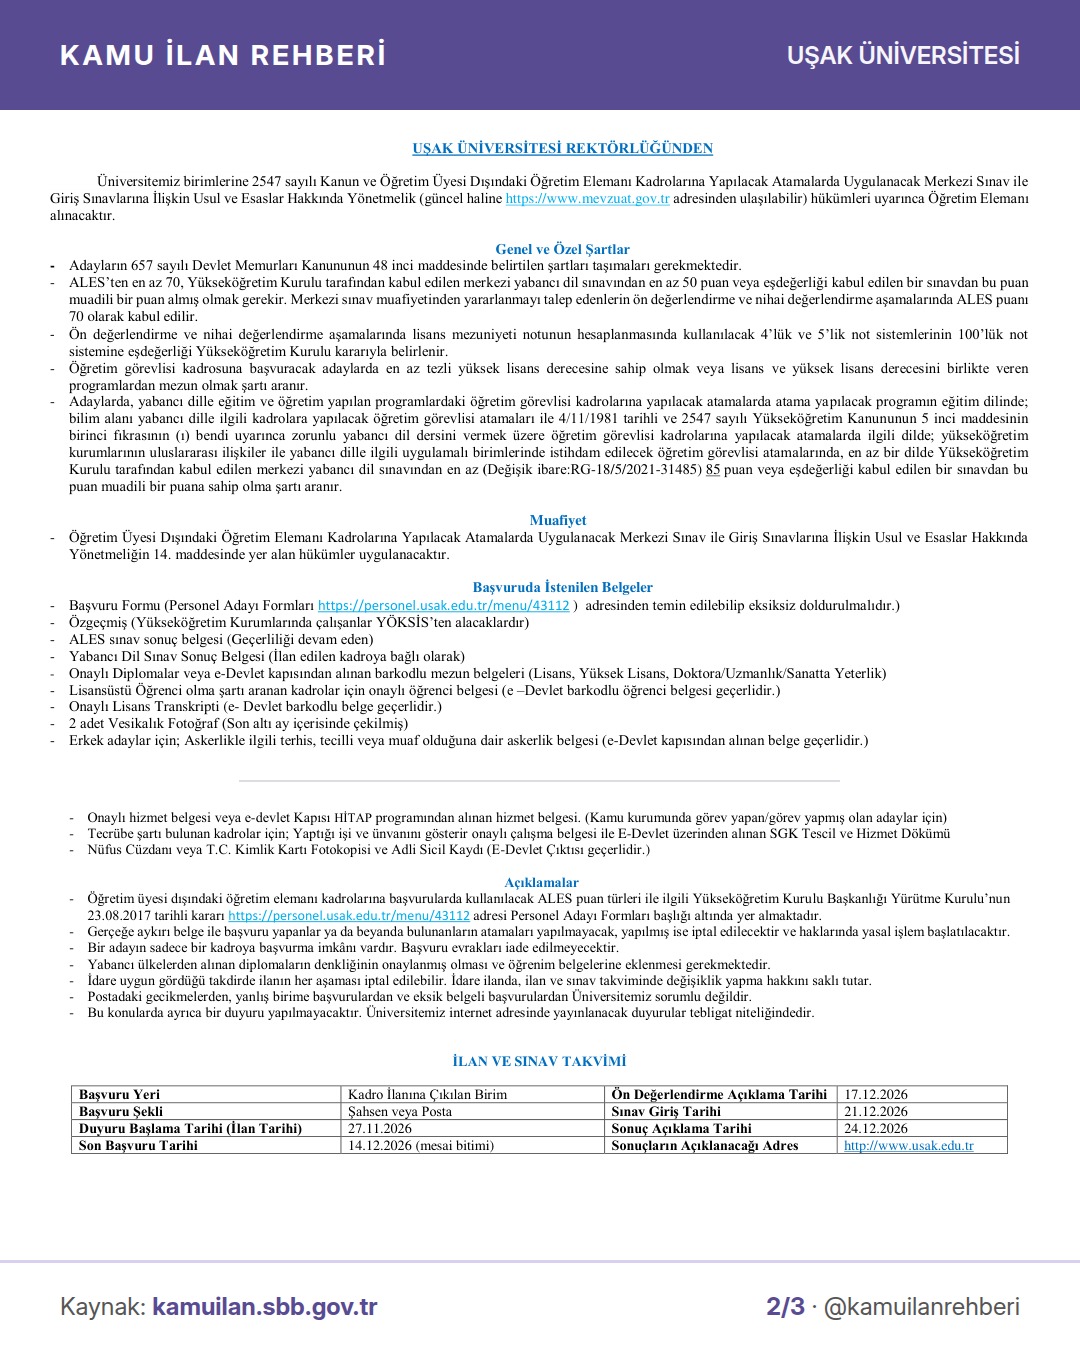 KAMU İLAN REHBERİ
UŞAK ÜNİVERSİTESİ
UŞAK ÜNİVERSİTESİ REKTÖRLÜĞÜNDEN
Üniversitemiz birimlerine 2547 sayılı Kanun ve Öğretim Üyesi Dışındaki Öğretim Elemanı Kadrolarına Yapılacak Atamalarda Uygulanacak Merkezi Sınav ile
Giriş Sınavlarına İlişkin Usul ve Esaslar Hakkında Yönetmelik (güncel haline https://www.mevzuat.gov.tr adresinden ulaşılabilir) hükümleri uyarınca Öğretim Elemanı
alınacaktır.
Genel ve Özel Şartlar
- Adayların 657 sayılı Devlet Memurları Kanununun 48 inci maddesinde belirtilen şartları taşımaları gerekmektedir.
- ALES'ten en az 70, Yükseköğretim Kurulu tarafından kabul edilen merkezi yabancı dil sınavından en az 50 puan veya eşdeğerliği kabul edilen bir sınavdan bu puan
muadili bir puan almış olmak gerekir. Merkezi sınav muafiyetinden yararlanmayı talep edenlerin ön değerlendirme ve nihai değerlendirme aşamalarında ALES puanı
70 olarak kabul edilir.
- Ön değerlendirme ve nihai değerlendirme aşamalarında lisans mezuniyeti notunun hesaplanmasında kullanılacak 4'lük ve 5'lik not sistemlerinin 100'lük not
sistemine eşdeğerliği Yükseköğretim Kurulu kararıyla belirlenir.
- Öğretim görevlisi kadrosuna başvuracak adaylarda en az tezli yüksek lisans derecesine sahip olmak veya lisans ve yüksek lisans derecesini birlikte veren
programlardan mezun olmak şartı aranır.
- Adaylarda, yabancı dille eğitim ve öğretim yapılan programlardaki öğretim görevlisi kadrolarına yapılacak atamalarda atama yapılacak programın eğitim dilinde;
bilim alanı yabancı dille ilgili kadrolara yapılacak öğretim görevlisi atamaları ile 4/11/1981 tarihli ve 2547 sayılı Yükseköğretim Kanununun 5 inci maddesinin
birinci fıkrasının (ı) bendi uyarınca zorunlu yabancı dil dersini vermek üzere öğretim görevlisi kadrolarına yapılacak atamalarda ilgili dilde; yükseköğretim
kurumlarının uluslararası ilişkiler ile yabancı dille ilgili uygulamalı birimlerinde istihdam edilecek öğretim görevlisi atamalarında, en az bir dilde Yükseköğretim
Kurulu tarafından kabul edilen merkezi yabancı dil sınavından en az (Değişik ibare:RG-18/5/2021-31485) 85 puan veya eşdeğerliği kabul edilen bir sınavdan bu
puan muadili bir puana sahip olma şartı aranır.
Muafiyet
- Öğretim Üyesi Dışındaki Öğretim Elemanı Kadrolarına Yapılacak Atamalarda Uygulanacak Merkezi Sınav ile Giriş Sınavlarına İlişkin Usul ve Esaslar Hakkında
Yönetmeliğin 14. maddesinde yer alan hükümler uygulanacaktır.
Başvuruda İstenilen Belgeler
- Başvuru Formu (Personel Adayı Formları https://personel.usak.edu.tr/menu/43112 ) adresinden temin edilebilip eksiksiz doldurulmalıdır.)
- Özgeçmiş (Yükseköğretim Kurumlarında çalışanlar YÖKSİS'ten alacaklardır)
- ALES sınav sonuç belgesi (Geçerliliği devam eden)
- Yabancı Dil Sınav Sonuç Belgesi (İlan edilen kadroya bağlı olarak)
- Onaylı Diplomalar veya e-Devlet kapısından alınan barkodlu mezun belgeleri (Lisans, Yüksek Lisans, Doktora/Uzmanlık/Sanatta Yeterlik)
- Lisansüstü Öğrenci olma şartı aranan kadrolar için onaylı öğrenci belgesi (e –Devlet barkodlu öğrenci belgesi geçerlidir.)
- Onaylı Lisans Transkripti (e- Devlet barkodlu belge geçerlidir.)
- 2 adet Vesikalık Fotoğraf (Son altı ay içerisinde çekilmiş)
- Erkek adaylar için; Askerlikle ilgili terhis, tecilli veya muaf olduğuna dair askerlik belgesi (e-Devlet kapısından alınan belge geçerlidir.)
- Onaylı hizmet belgesi veya e-devlet Kapısı HİTAP programından alınan hizmet belgesi. (Kamu kurumunda görev yapan/görev yapmış olan adaylar için)
- Tecrübe şartı bulunan kadrolar için; Yaptığı işi ve ünvanını gösterir onaylı çalışma belgesi ile E-Devlet üzerinden alınan SGK Tescil ve Hizmet Dökümü
- Nüfus Cüzdanı veya T.C. Kimlik Kartı Fotokopisi ve Adli Sicil Kaydı (E-Devlet Çıktısı geçerlidir.)
Açıklamalar
- Öğretim üyesi dışındaki öğretim elemanı kadrolarına başvurularda kullanılacak ALES puan türleri ile ilgili Yükseköğretim Kurulu Başkanlığı Yürütme Kurulu'nun
23.08.2017 tarihli kararı https://personel.usak.edu.tr/menu/43112 adresi Personel Adayı Formları başlığı altında yer almaktadır.
- Gerçeğe aykırı belge ile başvuru yapanlar ya da beyanda bulunanların atamaları yapılmayacak, yapılmış ise iptal edilecektir ve haklarında yasal işlem başlatılacaktır.
- Bir adayın sadece bir kadroya başvurma imkânı vardır. Başvuru evrakları iade edilmeyecektir.
- Yabancı ülkelerden alınan diplomaların denkliğinin onaylanmış olması ve öğrenim belgelerine eklenmesi gerekmektedir.
- İdare uygun gördüğü takdirde ilanın her aşaması iptal edilebilir. İdare ilanda, ilan ve sınav takviminde değişiklik yapma hakkını saklı tutar.
- Postadaki gecikmelerden, yanlış birime başvurulardan ve eksik belgeli başvurulardan Üniversitemiz sorumlu değildir.
- Bu konularda ayrıca bir duyuru yapılmayacaktır. Üniversitemiz internet adresinde yayınlanacak duyurular tebligat niteliğindedir.
İLAN VE SINAV TAKVİMİ
Başvuru Yeri Kadro İlanına Çıkılan Birim Ön Değerlendirme Açıklama Tarihi 17.12.2026
Başvuru Şekli Şahsen veya Posta Sınav Giriş Tarihi 21.12.2026
Duyuru Başlama Tarihi (İlan Tarihi) 27.11.2026 Sonuç Açıklama Tarihi 24.12.2026
Son Başvuru Tarihi 14.12.2026 (mesai bitimi) Sonuçların Açıklanacağı Adres http://www.usak.edu.tr
Kaynak: kamuilan.sbb.gov.tr
2/3 · @kamuilanrehberi